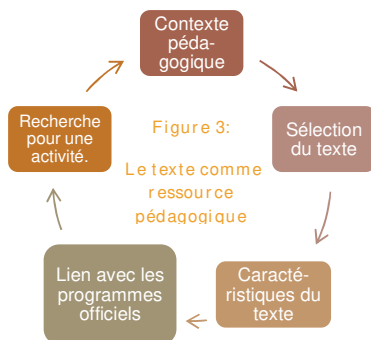 Contexte
péda-
gogique
Sélection
du texte
Caracté-
ristiques du
texte
Lien avec les
programmes
officiels
Recherche
pour une
activité.
Figure 3:
Le texte comme
ressource
pédagogique